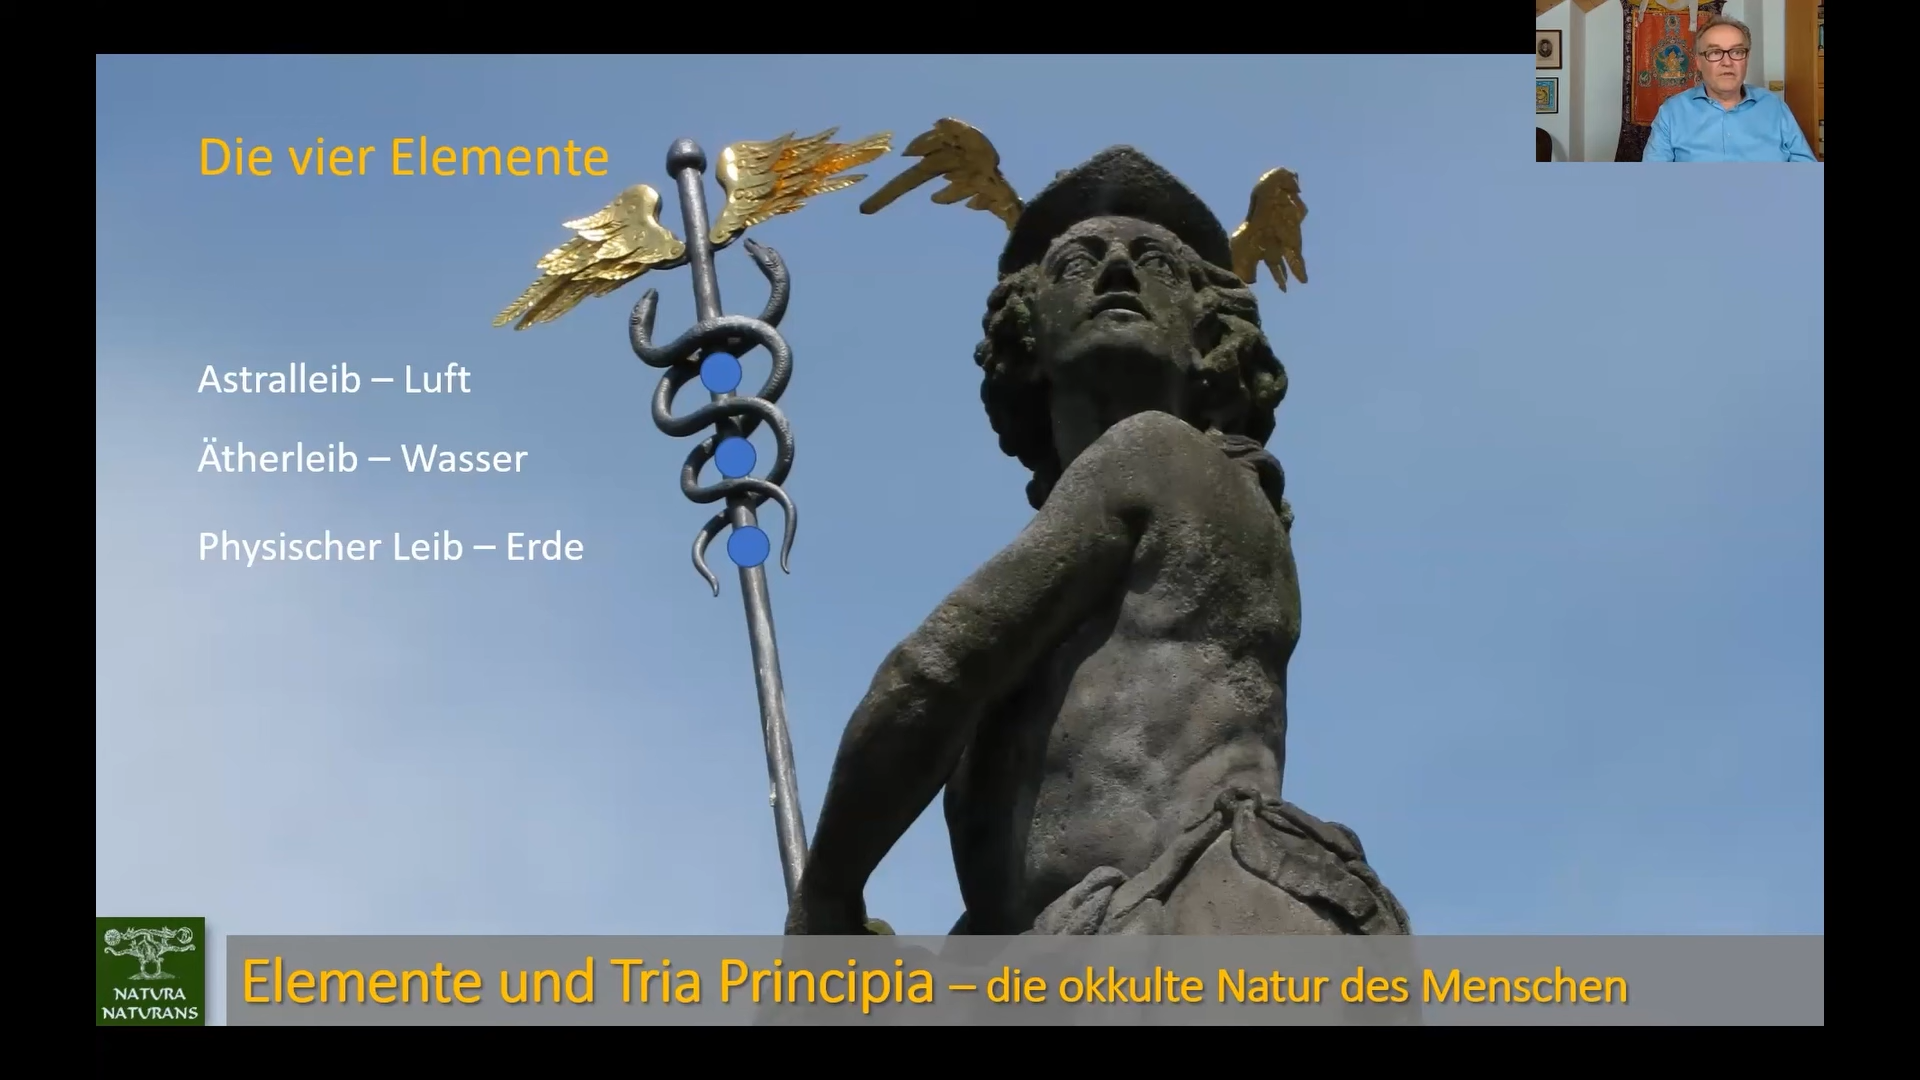 Die vier Elemente
Astralleib – Luft
Ätherleib – Wasser
Physischer Leib – Erde
NATURA
NATURANS
Elemente und Tria Principia – die okkulte Natur des Menschen